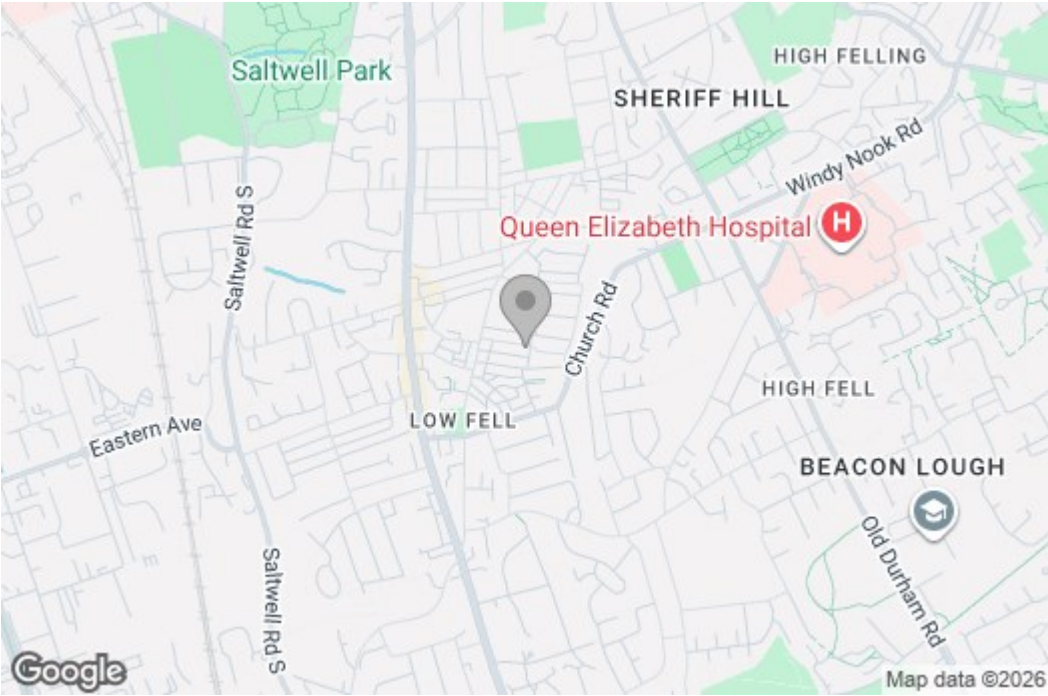 HIGH FELLING
Saltwell Park
SHERIFF HILL
Windy Nook Rd
Saltwell Rd S
Queen Elizabeth Hospital
H
Church Rd
HIGH FELL
LOW FELL
Eastern Ave
BEACON LOUGH
Old Durham Rd
Saltwell Rd S
Google
Map data ©2026